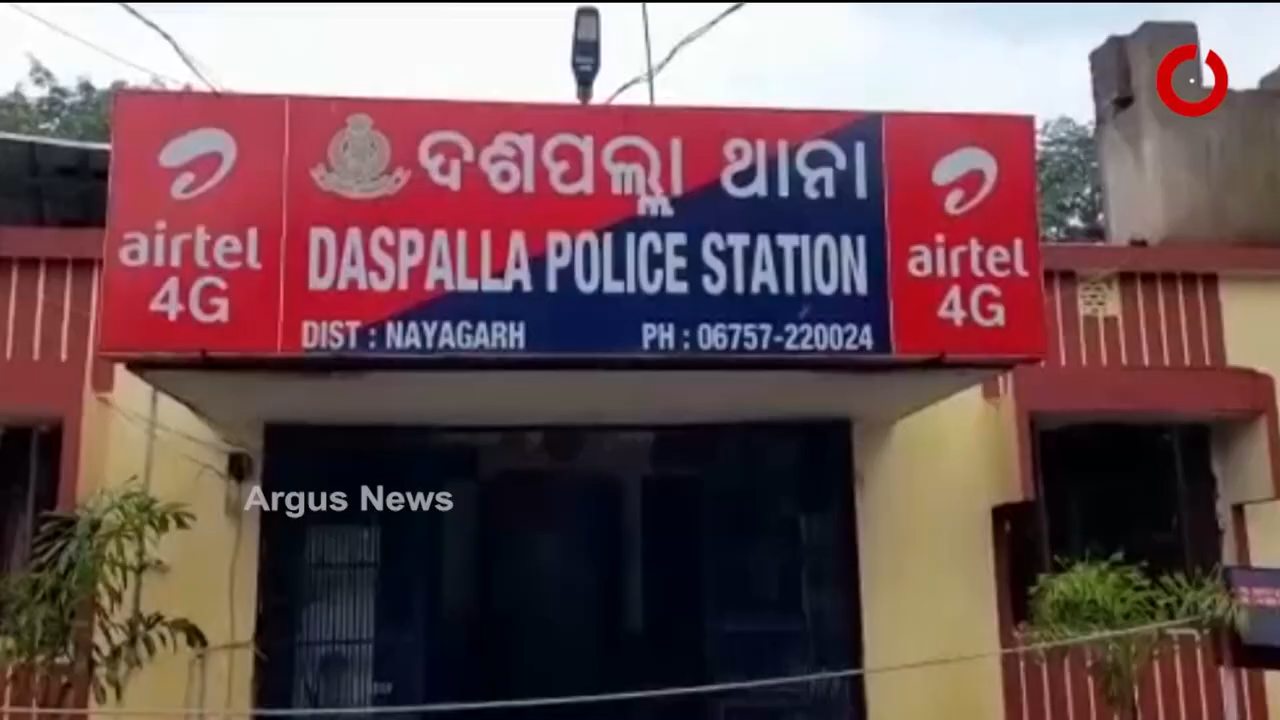 airtel
4G
ଦଶପଲ୍ଲା ଥାନା
DASPALLA POLICE STATION
DIST : NAYAGARH PH : 06757-220024
airtel
4G
Argus News